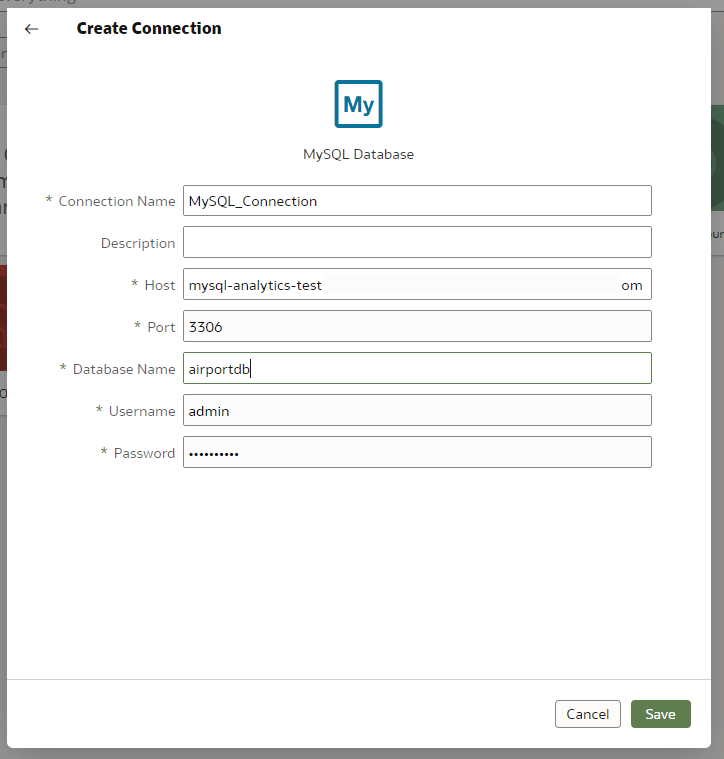 Create Connection
My
MySQL Database
* Connection Name MySQL_Connection
Description
* Host mysql-analytics-test om
* Port 3306
* Database Name airportdb
* Username admin
* Password ••••••••••
Cancel Save